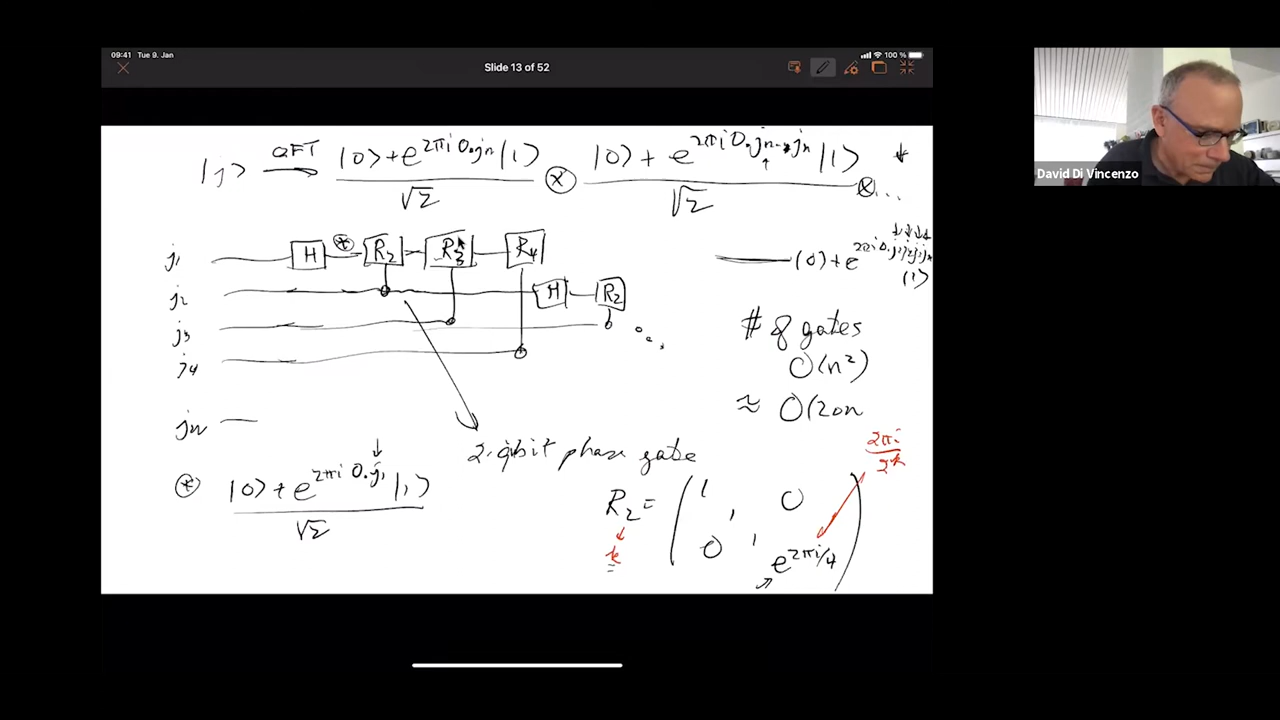 09:41 Tue 9. Jan
100 %
Slide 13 of 52
David Di Vincenzo
|j⟩ QFT |0⟩+e^{2πi 0.jn}|1⟩ / √2 ⊗ |0⟩+e^{2πi 0.jn-1jn}|1⟩ / √2 ⊗ ...
j1 H * R2 R3 R4
|0⟩+e^{2πi 0.j1j2j3j4}|1⟩
j2 H R2
j3
j4
jn
# of gates
O(n²)
≈ O(20n
2-qubit phase gate
* |0⟩+e^{2πi 0.j1}|1⟩ / √2
2πi / 2^k
R2 = ( 1 0
1
0 1
e^{2πi/4} )
k